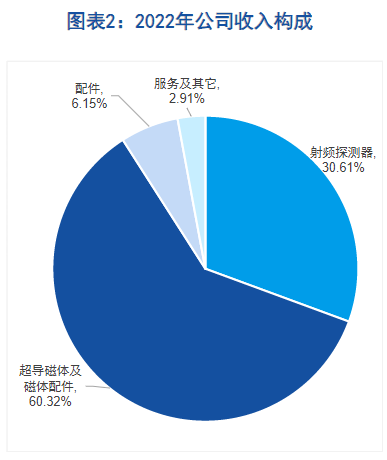 图表2：2022年公司收入构成
服务及其它,
2.91%
配件,
6.15%
射频探测器,
30.61%
超导磁体及
磁体配件,
60.32%